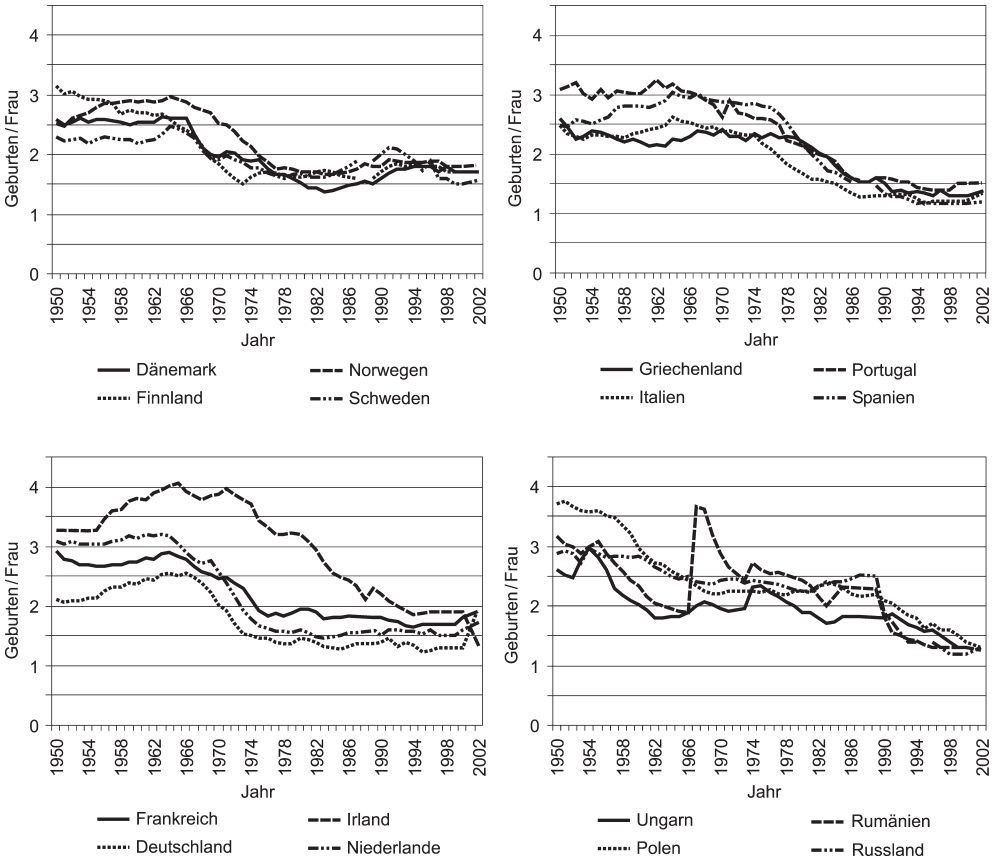 4
3
2
1
0
Geburten / Frau
1950 1954 1958 1962 1966 1970 1974 1978 1982 1986 1990 1994 1998 2002
Jahr
Dänemark Norwegen
Finnland Schweden
4
3
2
1
0
Geburten / Frau
1950 1954 1958 1962 1966 1970 1974 1978 1982 1986 1990 1994 1998 2002
Jahr
Griechenland Portugal
Italien Spanien
4
3
2
1
0
Geburten / Frau
1950 1954 1958 1962 1966 1970 1974 1978 1982 1986 1990 1994 1998 2002
Jahr
Frankreich Irland
Deutschland Niederlande
4
3
2
1
0
Geburten / Frau
1950 1954 1958 1962 1966 1970 1974 1978 1982 1986 1990 1994 1998 2002
Jahr
Ungarn Rumänien
Polen Russland